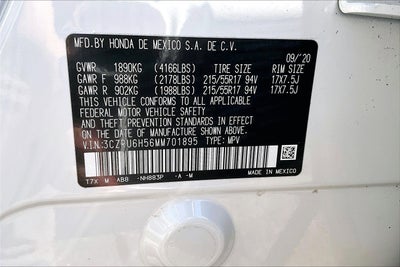 MFD.BY HONDA DE MEXICO S.A. DE C.V.
09/'20
GVWR 1890KG (4166LBS) TIRE SIZE RIM SIZE
GAWR F 988KG (2178LBS) 215/55R17 94V 17X7.5J
GAWR R 902KG (1988LBS) 215/55R17 94V 17X7.5J
THIS VEHICLE CONFORMS TO ALL APPLICABLE
FEDERAL MOTOR VEHICLE SAFETY, BUMPER,
AND THEFT PREVENTION STANDARDS IN EFFECT
ON THE DATE OF MANUFACTURE SHOWN ABOVE.
V.I.N:3CZRU6H56MM701895 TYPE: MPV
T7X M AB8 -NH883P -A -M
MADE IN MEXICO